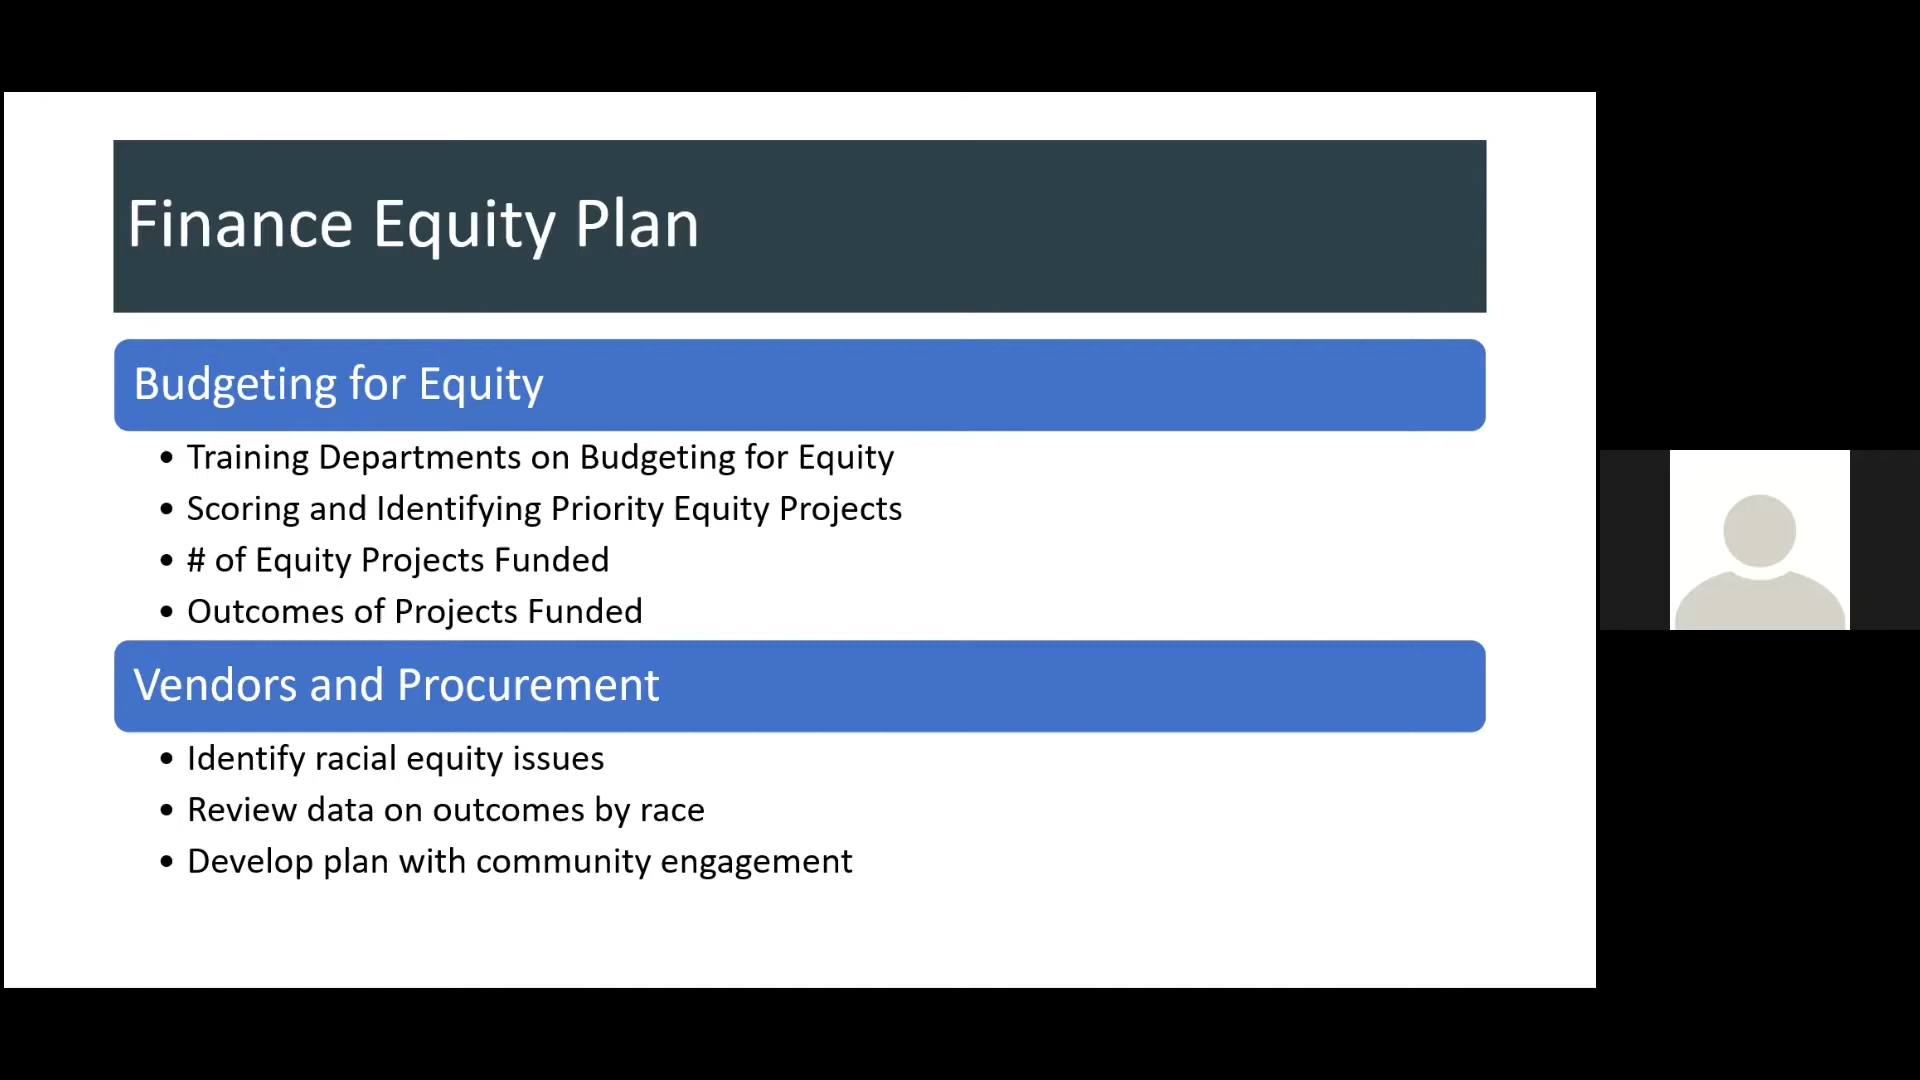 Finance Equity Plan
Budgeting for Equity
• Training Departments on Budgeting for Equity
• Scoring and Identifying Priority Equity Projects
• # of Equity Projects Funded
• Outcomes of Projects Funded
Vendors and Procurement
• Identify racial equity issues
• Review data on outcomes by race
• Develop plan with community engagement